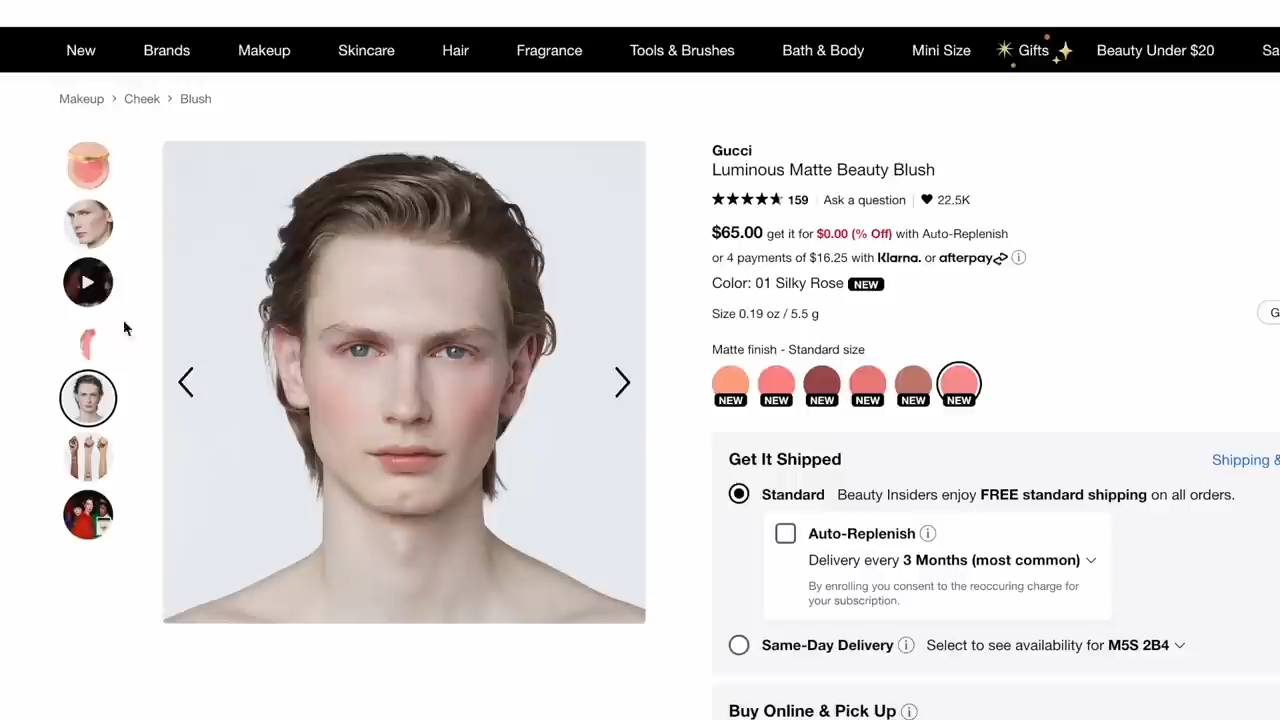 New Brands Makeup Skincare Hair Fragrance Tools & Brushes Bath & Body Mini Size Gifts Beauty Under $20 Sa
Makeup > Cheek > Blush
Gucci
Luminous Matte Beauty Blush
159 Ask a question 22.5K
$65.00 get it for $0.00 (% Off) with Auto-Replenish
or 4 payments of $16.25 with Klarna. or afterpay
Color: 01 Silky Rose NEW
Size 0.19 oz / 5.5 g
G
Matte finish - Standard size
NEW NEW NEW NEW NEW NEW
Get It Shipped
Shipping &
Standard Beauty Insiders enjoy FREE standard shipping on all orders.
Auto-Replenish
Delivery every 3 Months (most common)
By enrolling you consent to the reoccuring charge for
your subscription.
Same-Day Delivery Select to see availability for M5S 2B4
Buy Online & Pick Up